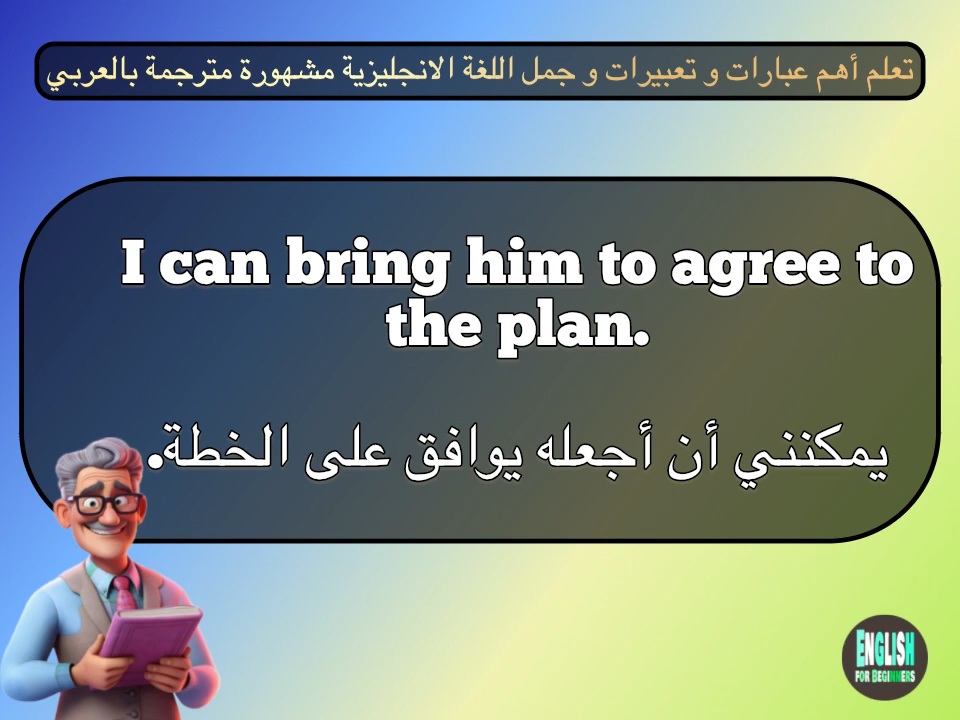 تعلم أهم عبارات و تعبيرات و جمل اللغة الانجليزية مشهورة مترجمة بالعربي
I can bring him to agree to
the plan.
يمكنني أن أجعله يوافق على الخطة.
ENGLISH
FOR BEGINNERS